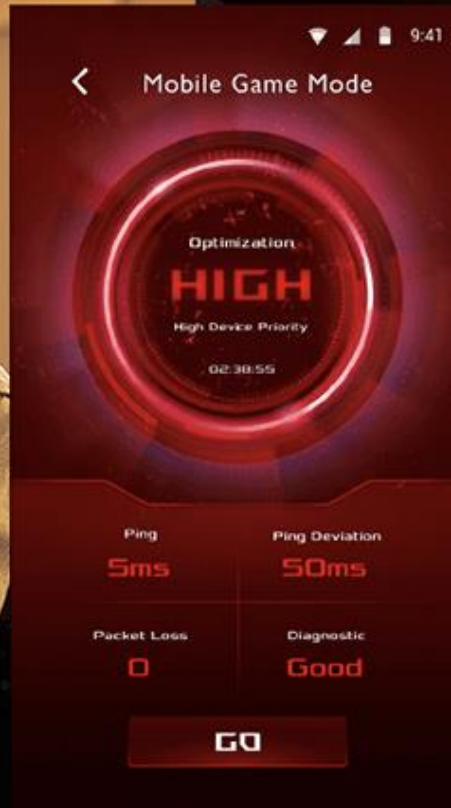 9:41
Mobile Game Mode
Optimization
HIGH
High Device Priority
02:38:55
Ping
5ms
Ping Deviation
50ms
Packet Loss
0
Diagnostic
Good
GO